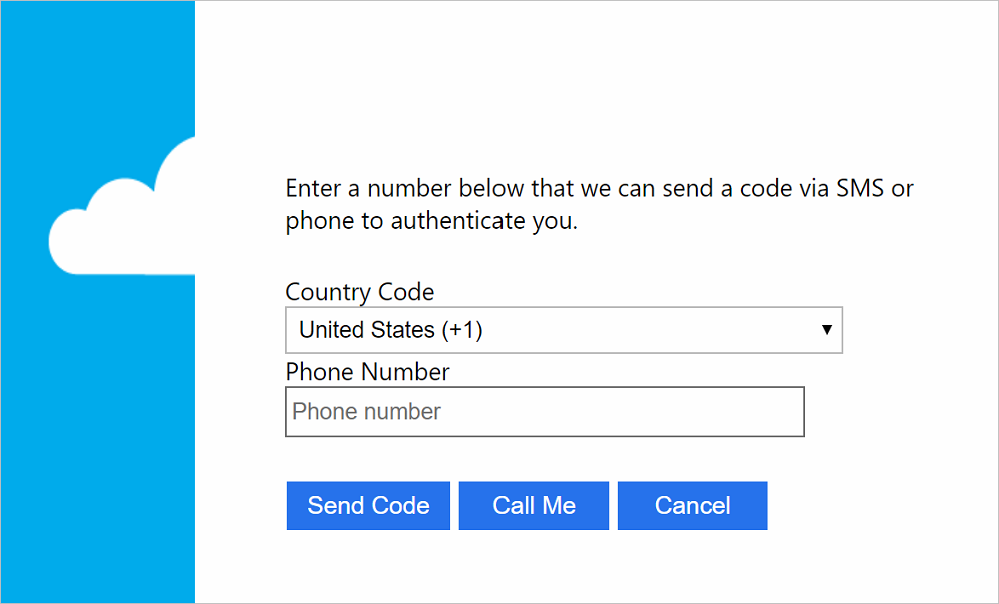 Enter a number below that we can send a code via SMS or
phone to authenticate you.
Country Code
United States (+1)
Phone Number
Phone number
Send Code Call Me Cancel